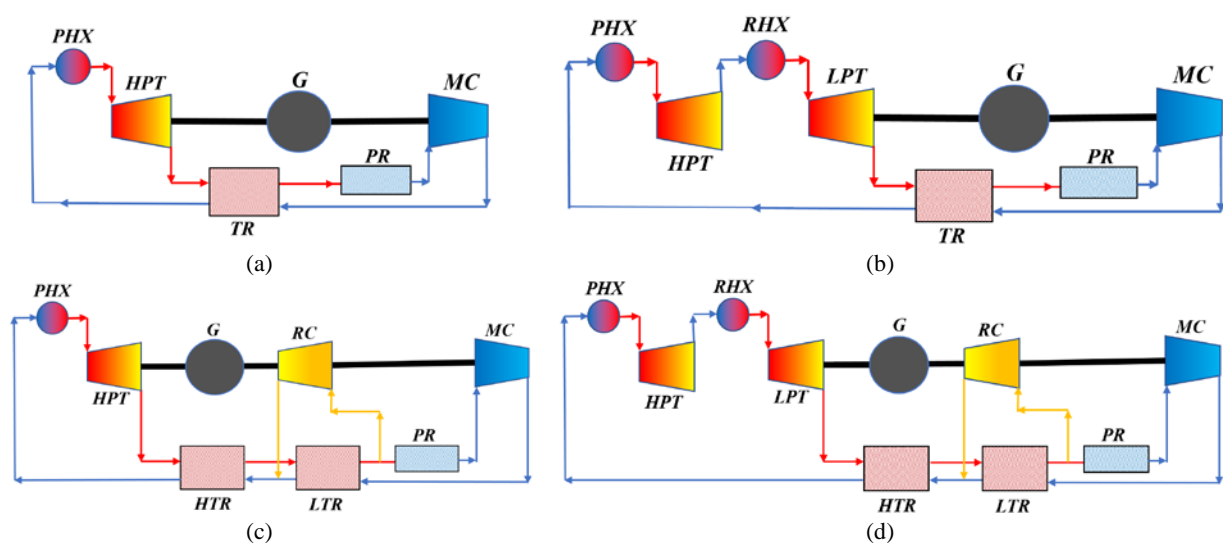 PHX
HPT
G
MC
PR
TR
(a)
PHX
RHX
LPT
G
MC
HPT
PR
TR
(b)
PHX
G
RC
MC
HPT
PR
HTR
LTR
(c)
PHX
RHX
G
RC
MC
HPT
LPT
PR
HTR
LTR
(d)